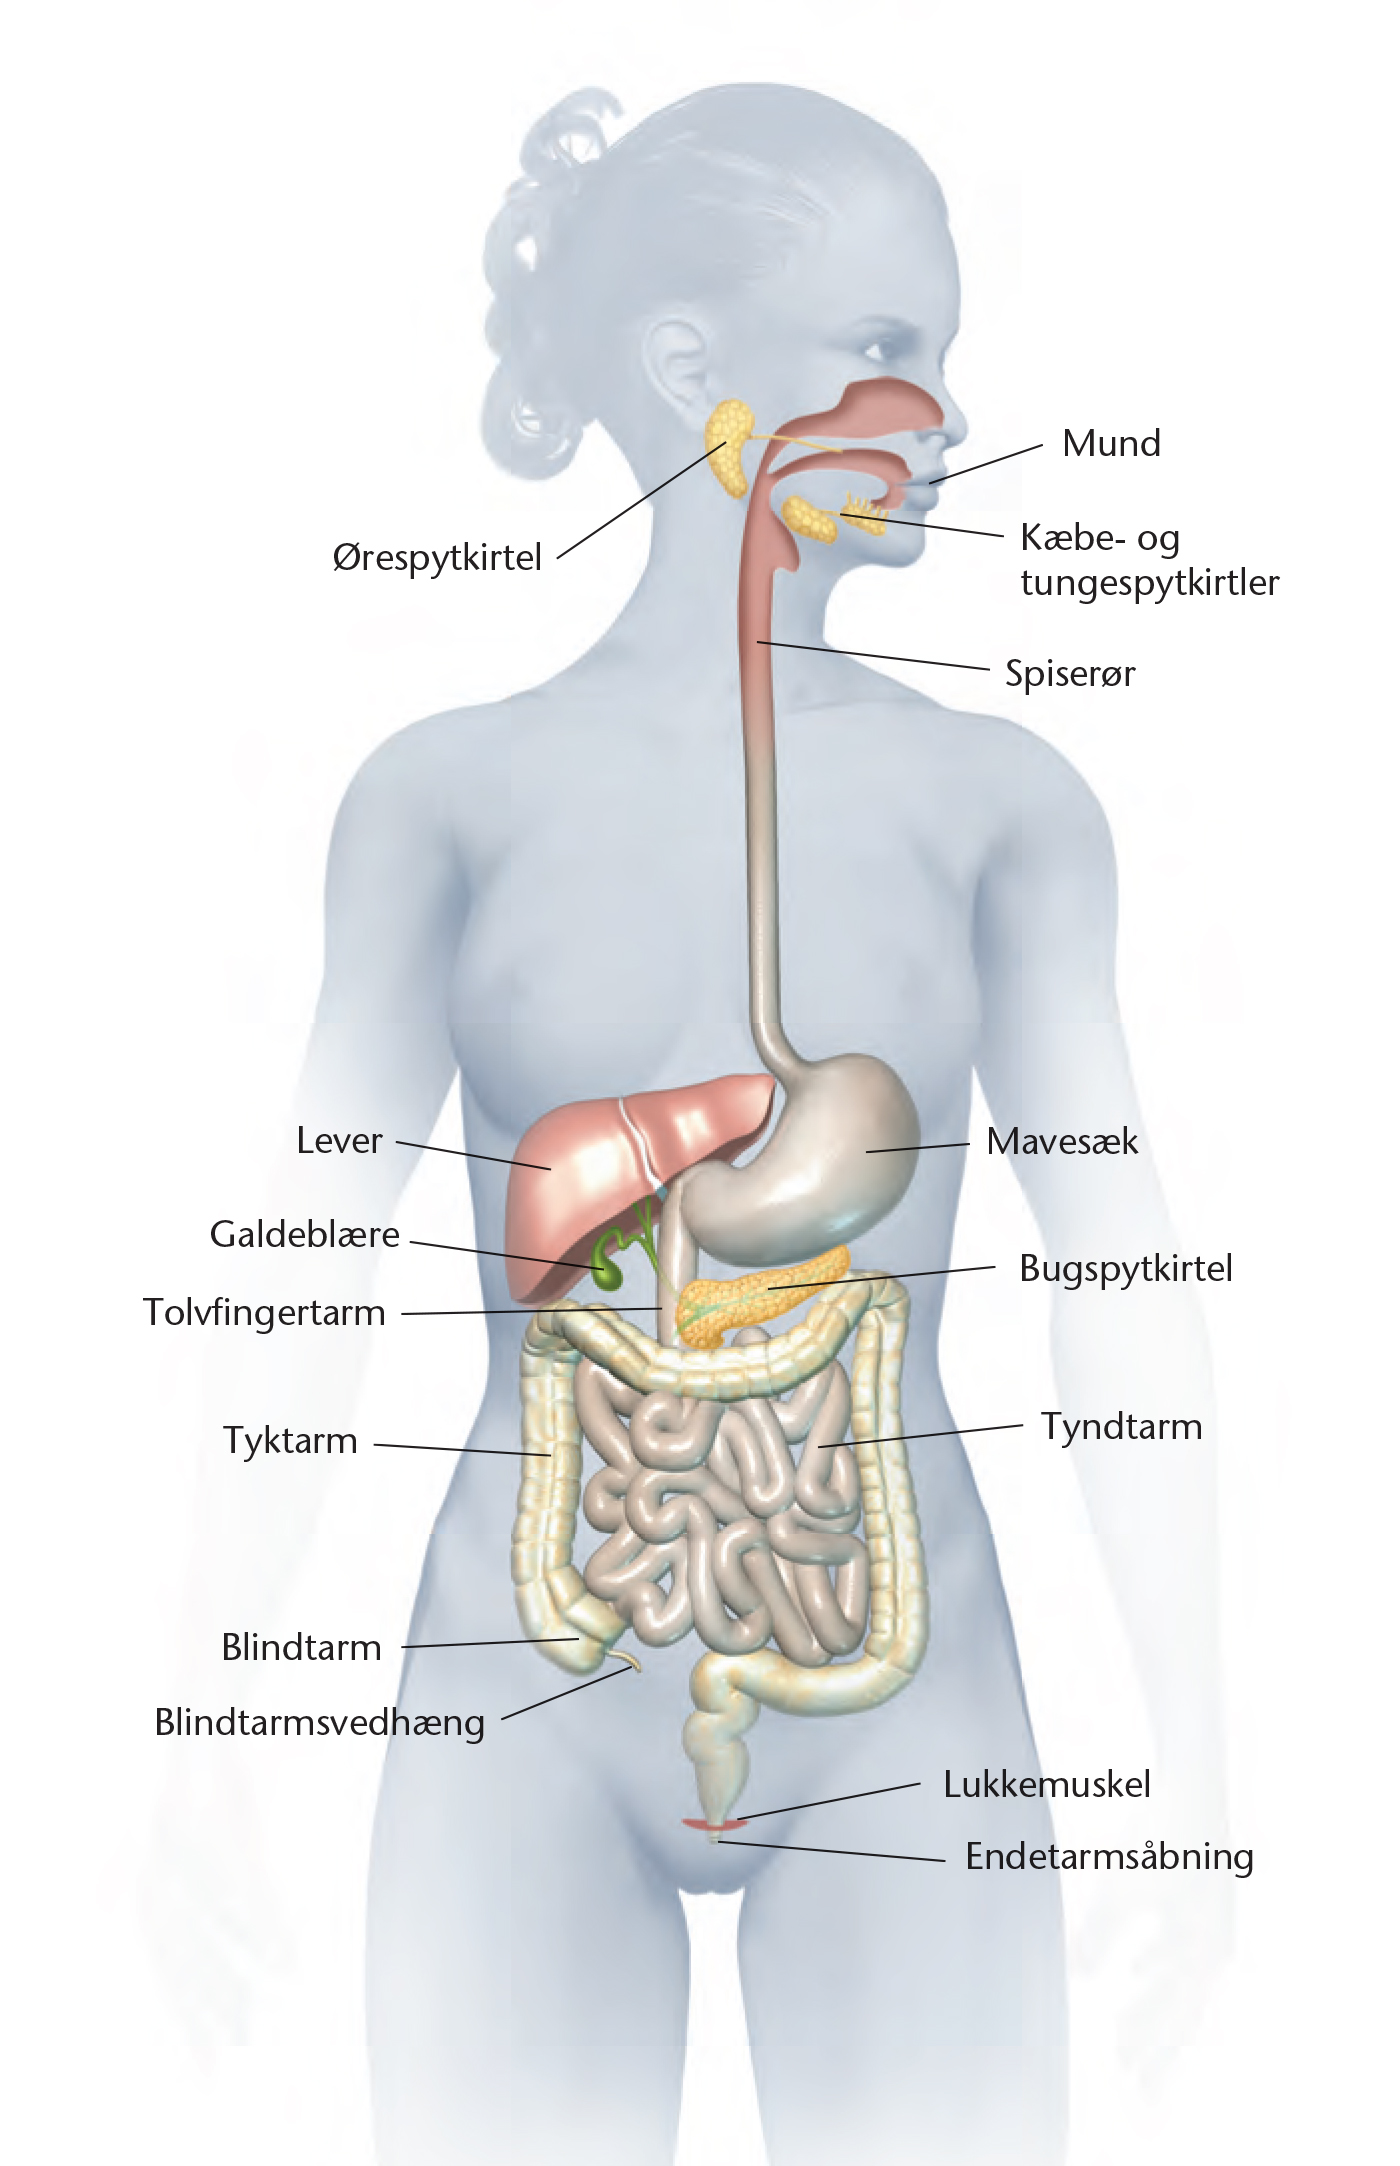 Mund
Kæbe- og
tungespytkirtler
Ørespytkirtel
Spiserør
Lever
Mavesæk
Galdeblære
Bugspytkirtel
Tolvfingertarm
Tyktarm
Tyndtarm
Blindtarm
Blindtarmsvedhæng
Lukkemuskel
Endetarmsåbning